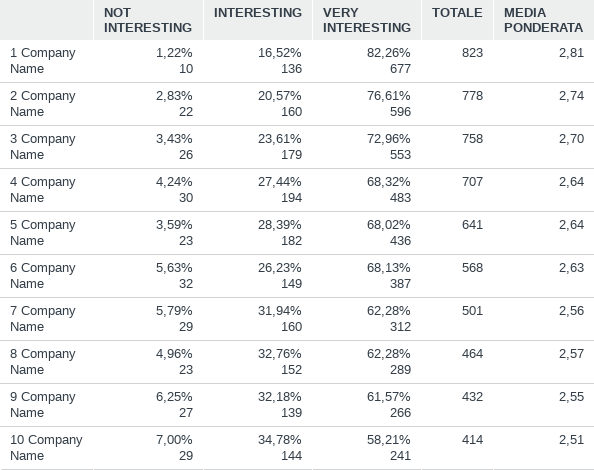 NOT INTERESTING VERY TOTALE MEDIA
INTERESTING INTERESTING PONDERATA
1 Company 1,22% 16,52% 82,26% 823 2,81
Name 10 136 677
2 Company 2,83% 20,57% 76,61% 778 2,74
Name 22 160 596
3 Company 3,43% 23,61% 72,96% 758 2,70
Name 26 179 553
4 Company 4,24% 27,44% 68,32% 707 2,64
Name 30 194 483
5 Company 3,59% 28,39% 68,02% 641 2,64
Name 23 182 436
6 Company 5,63% 26,23% 68,13% 568 2,63
Name 32 149 387
7 Company 5,79% 31,94% 62,28% 501 2,56
Name 29 160 312
8 Company 4,96% 32,76% 62,28% 464 2,57
Name 23 152 289
9 Company 6,25% 32,18% 61,57% 432 2,55
Name 27 139 266
10 Company 7,00% 34,78% 58,21% 414 2,51
Name 29 144 241